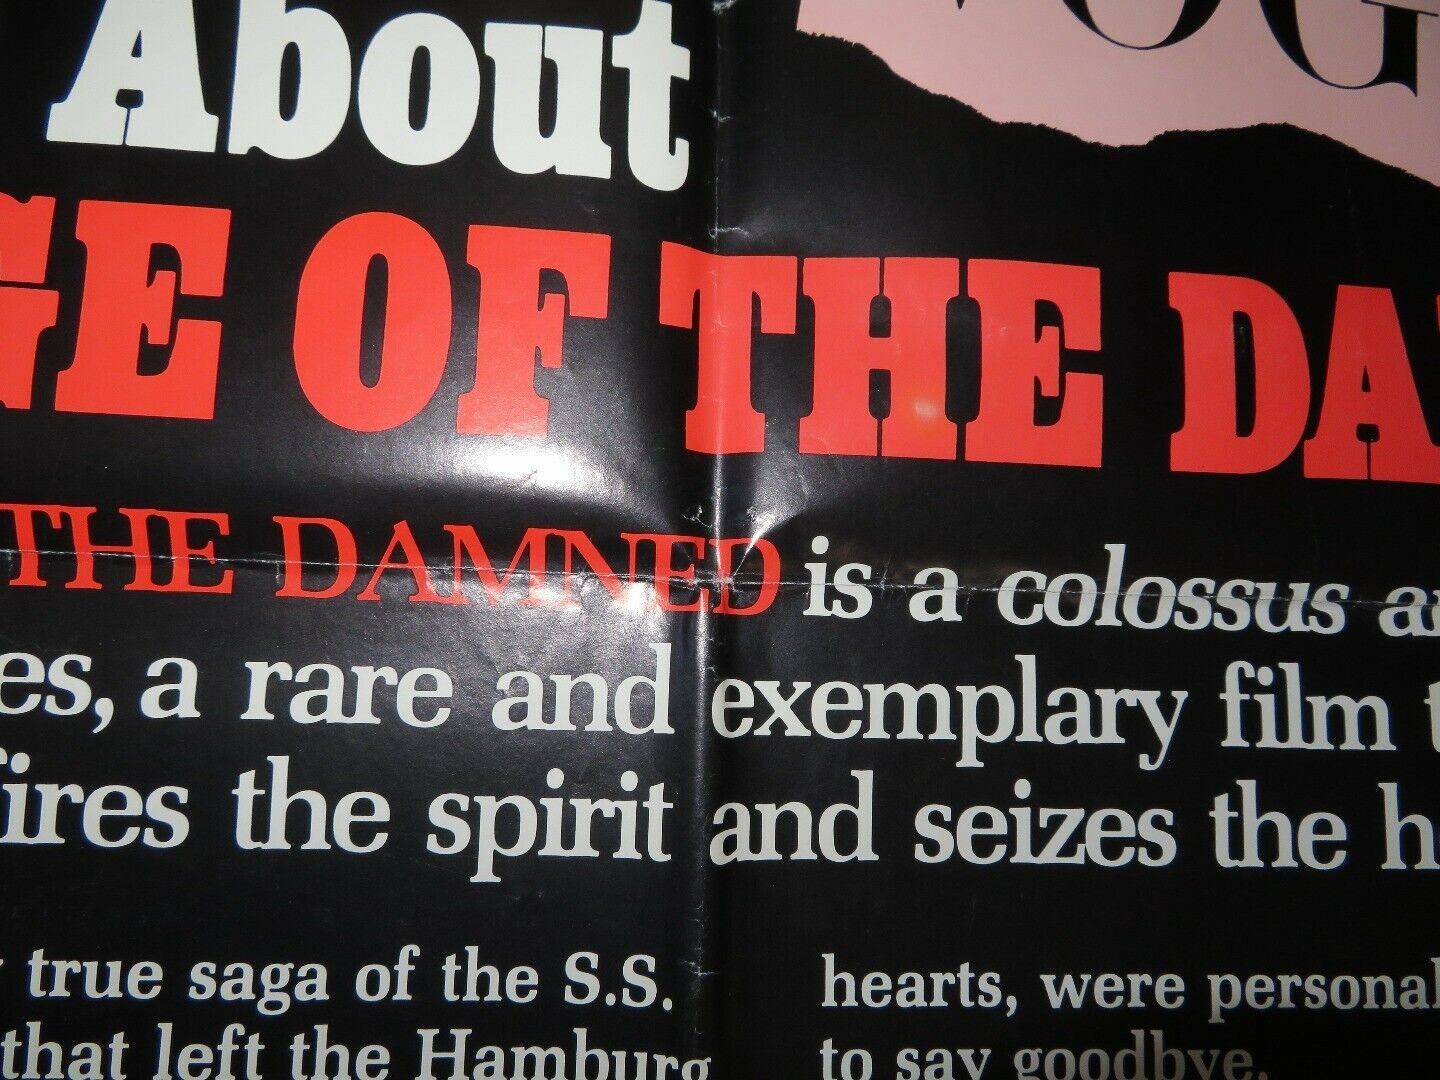 VOG
About
GE OF THE DA
THE DAMNED is a colossus a
es, a rare and exemplary film t
fires the spirit and seizes the h
true saga of the S.S.
that left the Hamburg
hearts, were personal
to say goodbye.